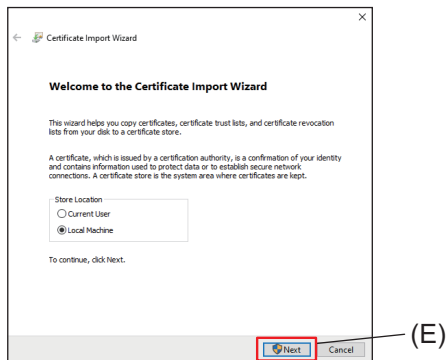 Certificate Import Wizard
Welcome to the Certificate Import Wizard
This wizard helps you copy certificates, certificate trust lists, and certificate revocation
lists from your disk to a certificate store.
A certificate, which is issued by a certification authority, is a confirmation of your identity
and contains information used to protect data or to establish secure network
connections. A certificate store is the system area where certificates are kept.
Store Location
Current User
Local Machine
To continue, click Next.
Next Cancel
(E)